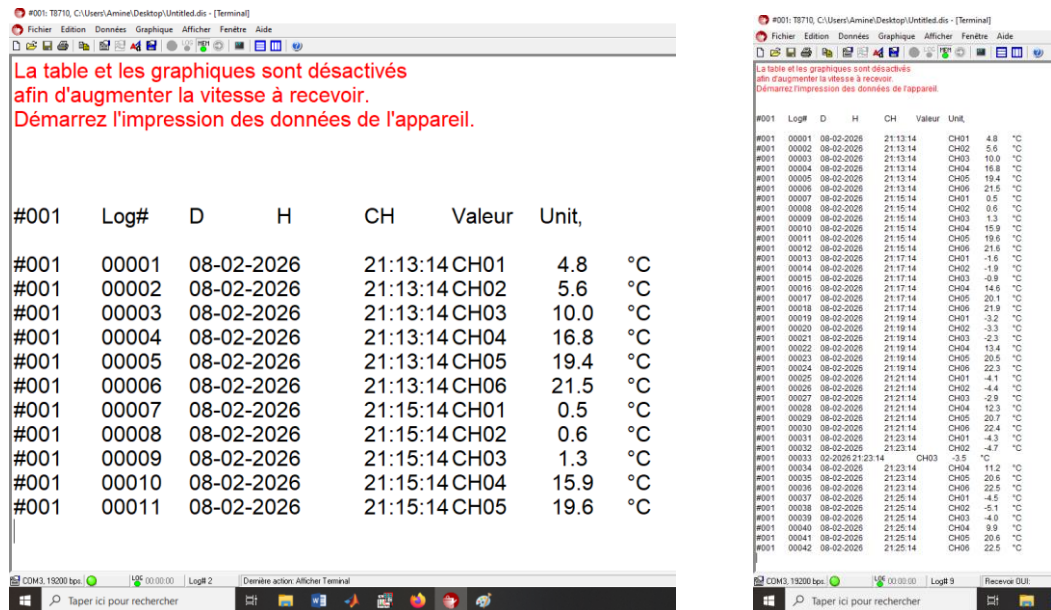 #001: T8710, C:\Users\Amine\Desktop\Untitled.dis - [Terminal]
Fichier Edition Données Graphique Afficher Fenêtre Aide
La table et les graphiques sont désactivés
afin d'augmenter la vitesse à recevoir.
Démarrez l'impression des données de l'appareil.
#001 Log# D H CH Valeur Unit,
#001 00001 08-02-2026 21:13:14 CH01 4.8 °C
#001 00002 08-02-2026 21:13:14 CH02 5.6 °C
#001 00003 08-02-2026 21:13:14 CH03 10.0 °C
#001 00004 08-02-2026 21:13:14 CH04 16.8 °C
#001 00005 08-02-2026 21:13:14 CH05 19.4 °C
#001 00006 08-02-2026 21:13:14 CH06 21.5 °C
#001 00007 08-02-2026 21:15:14 CH01 0.5 °C
#001 00008 08-02-2026 21:15:14 CH02 0.6 °C
#001 00009 08-02-2026 21:15:14 CH03 1.3 °C
#001 00010 08-02-2026 21:15:14 CH04 15.9 °C
#001 00011 08-02-2026 21:15:14 CH05 19.6 °C
COM3, 19200 bps. LOG 00:00:00 Log# 2 Dernière action: Afficher Terminal
Taper ici pour rechercher
#001: T8710, C:\Users\Amine\Desktop\Untitled.dis - [Terminal]
Fichier Edition Données Graphique Afficher Fenêtre Aide
La table et les graphiques sont désactivés
afin d'augmenter la vitesse à recevoir.
Démarrez l'impression des données de l'appareil.
#001 Log# D H CH Valeur Unit,
#001 00001 08-02-2026 21:13:14 CH01 4.8 °C
#001 00002 08-02-2026 21:13:14 CH02 5.6 °C
#001 00003 08-02-2026 21:13:14 CH03 10.0 °C
#001 00004 08-02-2026 21:13:14 CH04 16.8 °C
#001 00005 08-02-2026 21:13:14 CH05 19.4 °C
#001 00006 08-02-2026 21:13:14 CH06 21.5 °C
#001 00007 08-02-2026 21:15:14 CH01 0.5 °C
#001 00008 08-02-2026 21:15:14 CH02 0.6 °C
#001 00009 08-02-2026 21:15:14 CH03 1.3 °C
#001 00010 08-02-2026 21:15:14 CH04 15.9 °C
#001 00011 08-02-2026 21:15:14 CH05 19.6 °C
#001 00012 08-02-2026 21:15:14 CH06 21.6 °C
#001 00013 08-02-2026 21:17:14 CH01 -1.6 °C
#001 00014 08-02-2026 21:17:14 CH02 -1.9 °C
#001 00015 08-02-2026 21:17:14 CH03 -0.9 °C
#001 00016 08-02-2026 21:17:14 CH04 14.6 °C
#001 00017 08-02-2026 21:17:14 CH05 20.1 °C
#001 00018 08-02-2026 21:17:14 CH06 21.9 °C
#001 00019 08-02-2026 21:19:14 CH01 -3.2 °C
#001 00020 08-02-2026 21:19:14 CH02 -3.3 °C
#001 00021 08-02-2026 21:19:14 CH03 -2.3 °C
#001 00022 08-02-2026 21:19:14 CH04 13.4 °C
#001 00023 08-02-2026 21:19:14 CH05 20.5 °C
#001 00024 08-02-2026 21:19:14 CH06 22.3 °C
#001 00025 08-02-2026 21:21:14 CH01 -4.1 °C
#001 00026 08-02-2026 21:21:14 CH02 -4.4 °C
#001 00027 08-02-2026 21:21:14 CH03 -2.9 °C
#001 00028 08-02-2026 21:21:14 CH04 12.3 °C
#001 00029 08-02-2026 21:21:14 CH05 20.7 °C
#001 00030 08-02-2026 21:21:14 CH06 22.4 °C
#001 00031 08-02-2026 21:23:14 CH01 -4.3 °C
#001 00032 08-02-2026 21:23:14 CH02 -4.7 °C
#001 00033 02-2026 21:23:14 CH03 -3.5 °C
#001 00034 08-02-2026 21:23:14 CH04 11.2 °C
#001 00035 08-02-2026 21:23:14 CH05 20.6 °C
#001 00036 08-02-2026 21:23:14 CH06 22.5 °C
#001 00037 08-02-2026 21:25:14 CH01 -4.5 °C
#001 00038 08-02-2026 21:25:14 CH02 -5.1 °C
#001 00039 08-02-2026 21:25:14 CH03 -4.0 °C
#001 00040 08-02-2026 21:25:14 CH04 9.9 °C
#001 00041 08-02-2026 21:25:14 CH05 20.6 °C
#001 00042 08-02-2026 21:25:14 CH06 22.5 °C
COM3, 19200 bps. LOG 00:00:00 Log# 9 Recevoir OUI:
Taper ici pour rechercher